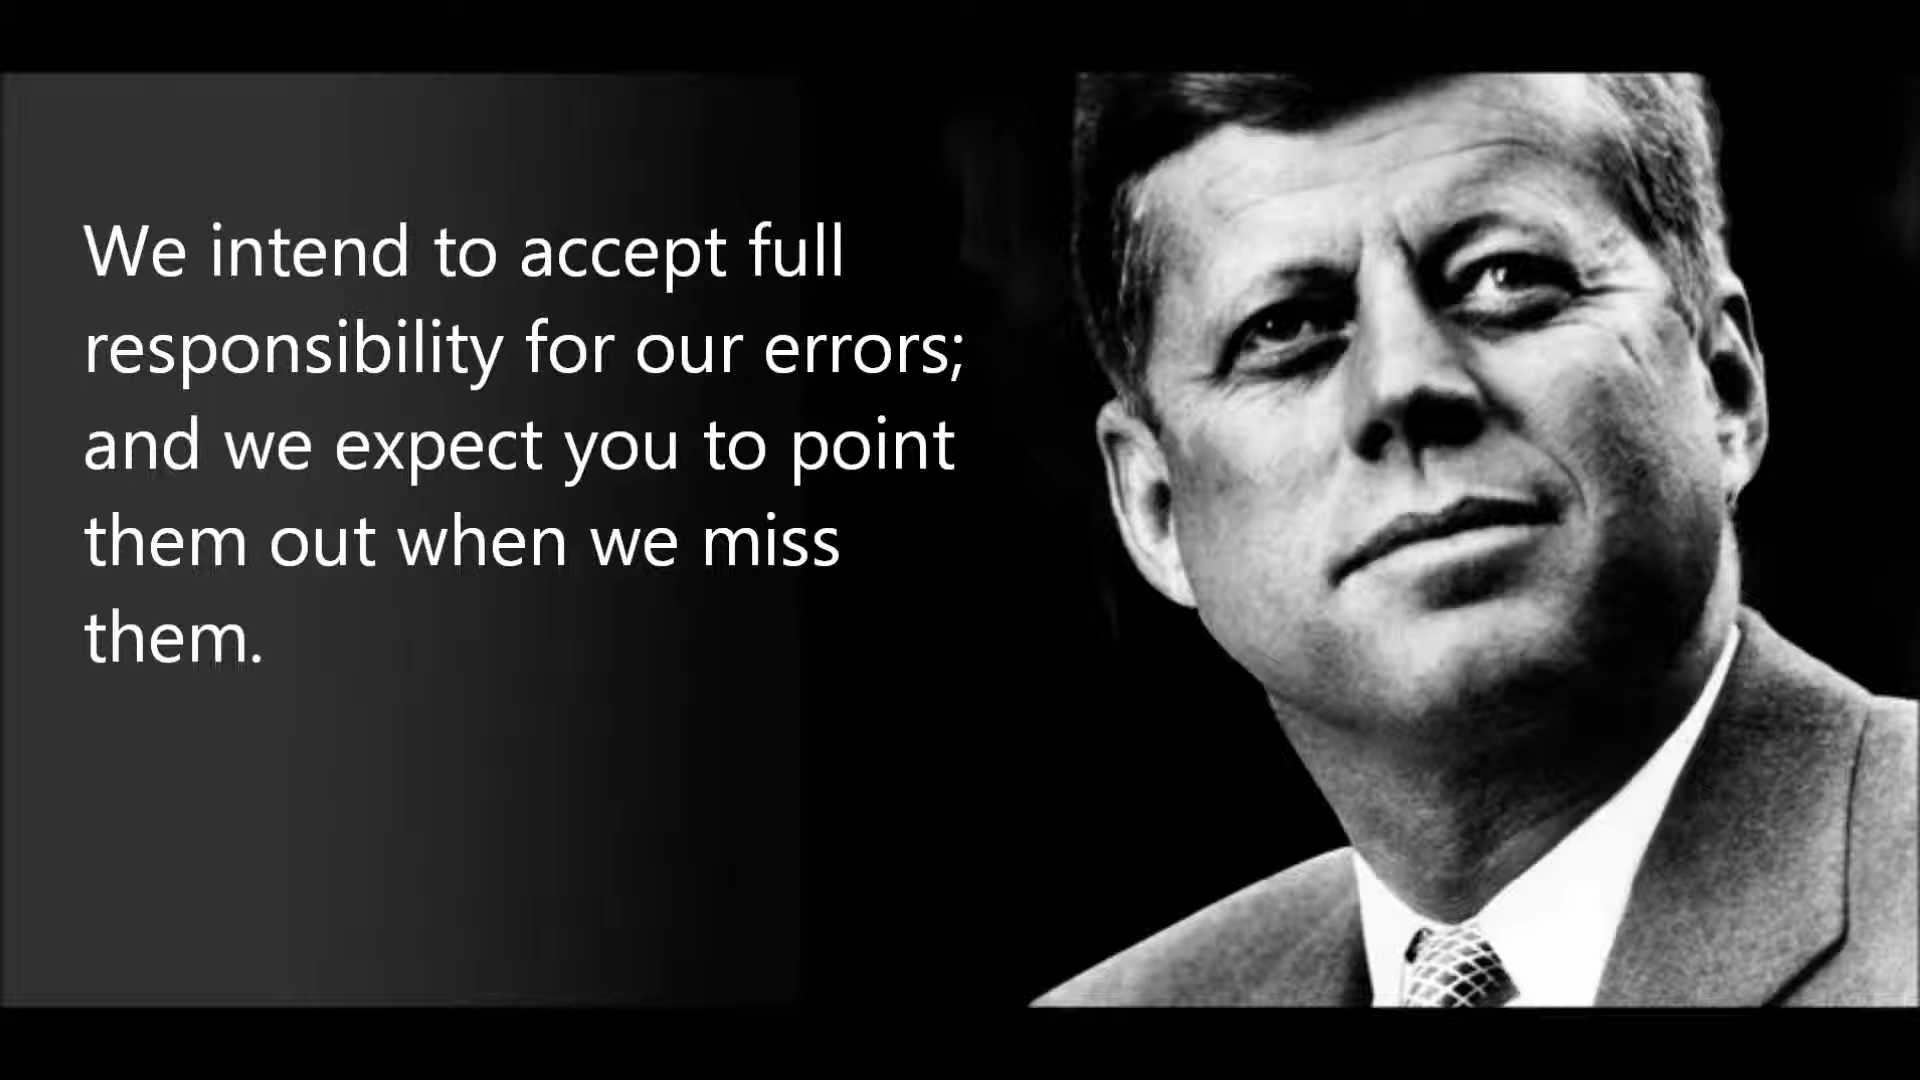 We intend to accept full
responsibility for our errors;
and we expect you to point
them out when we miss
them.